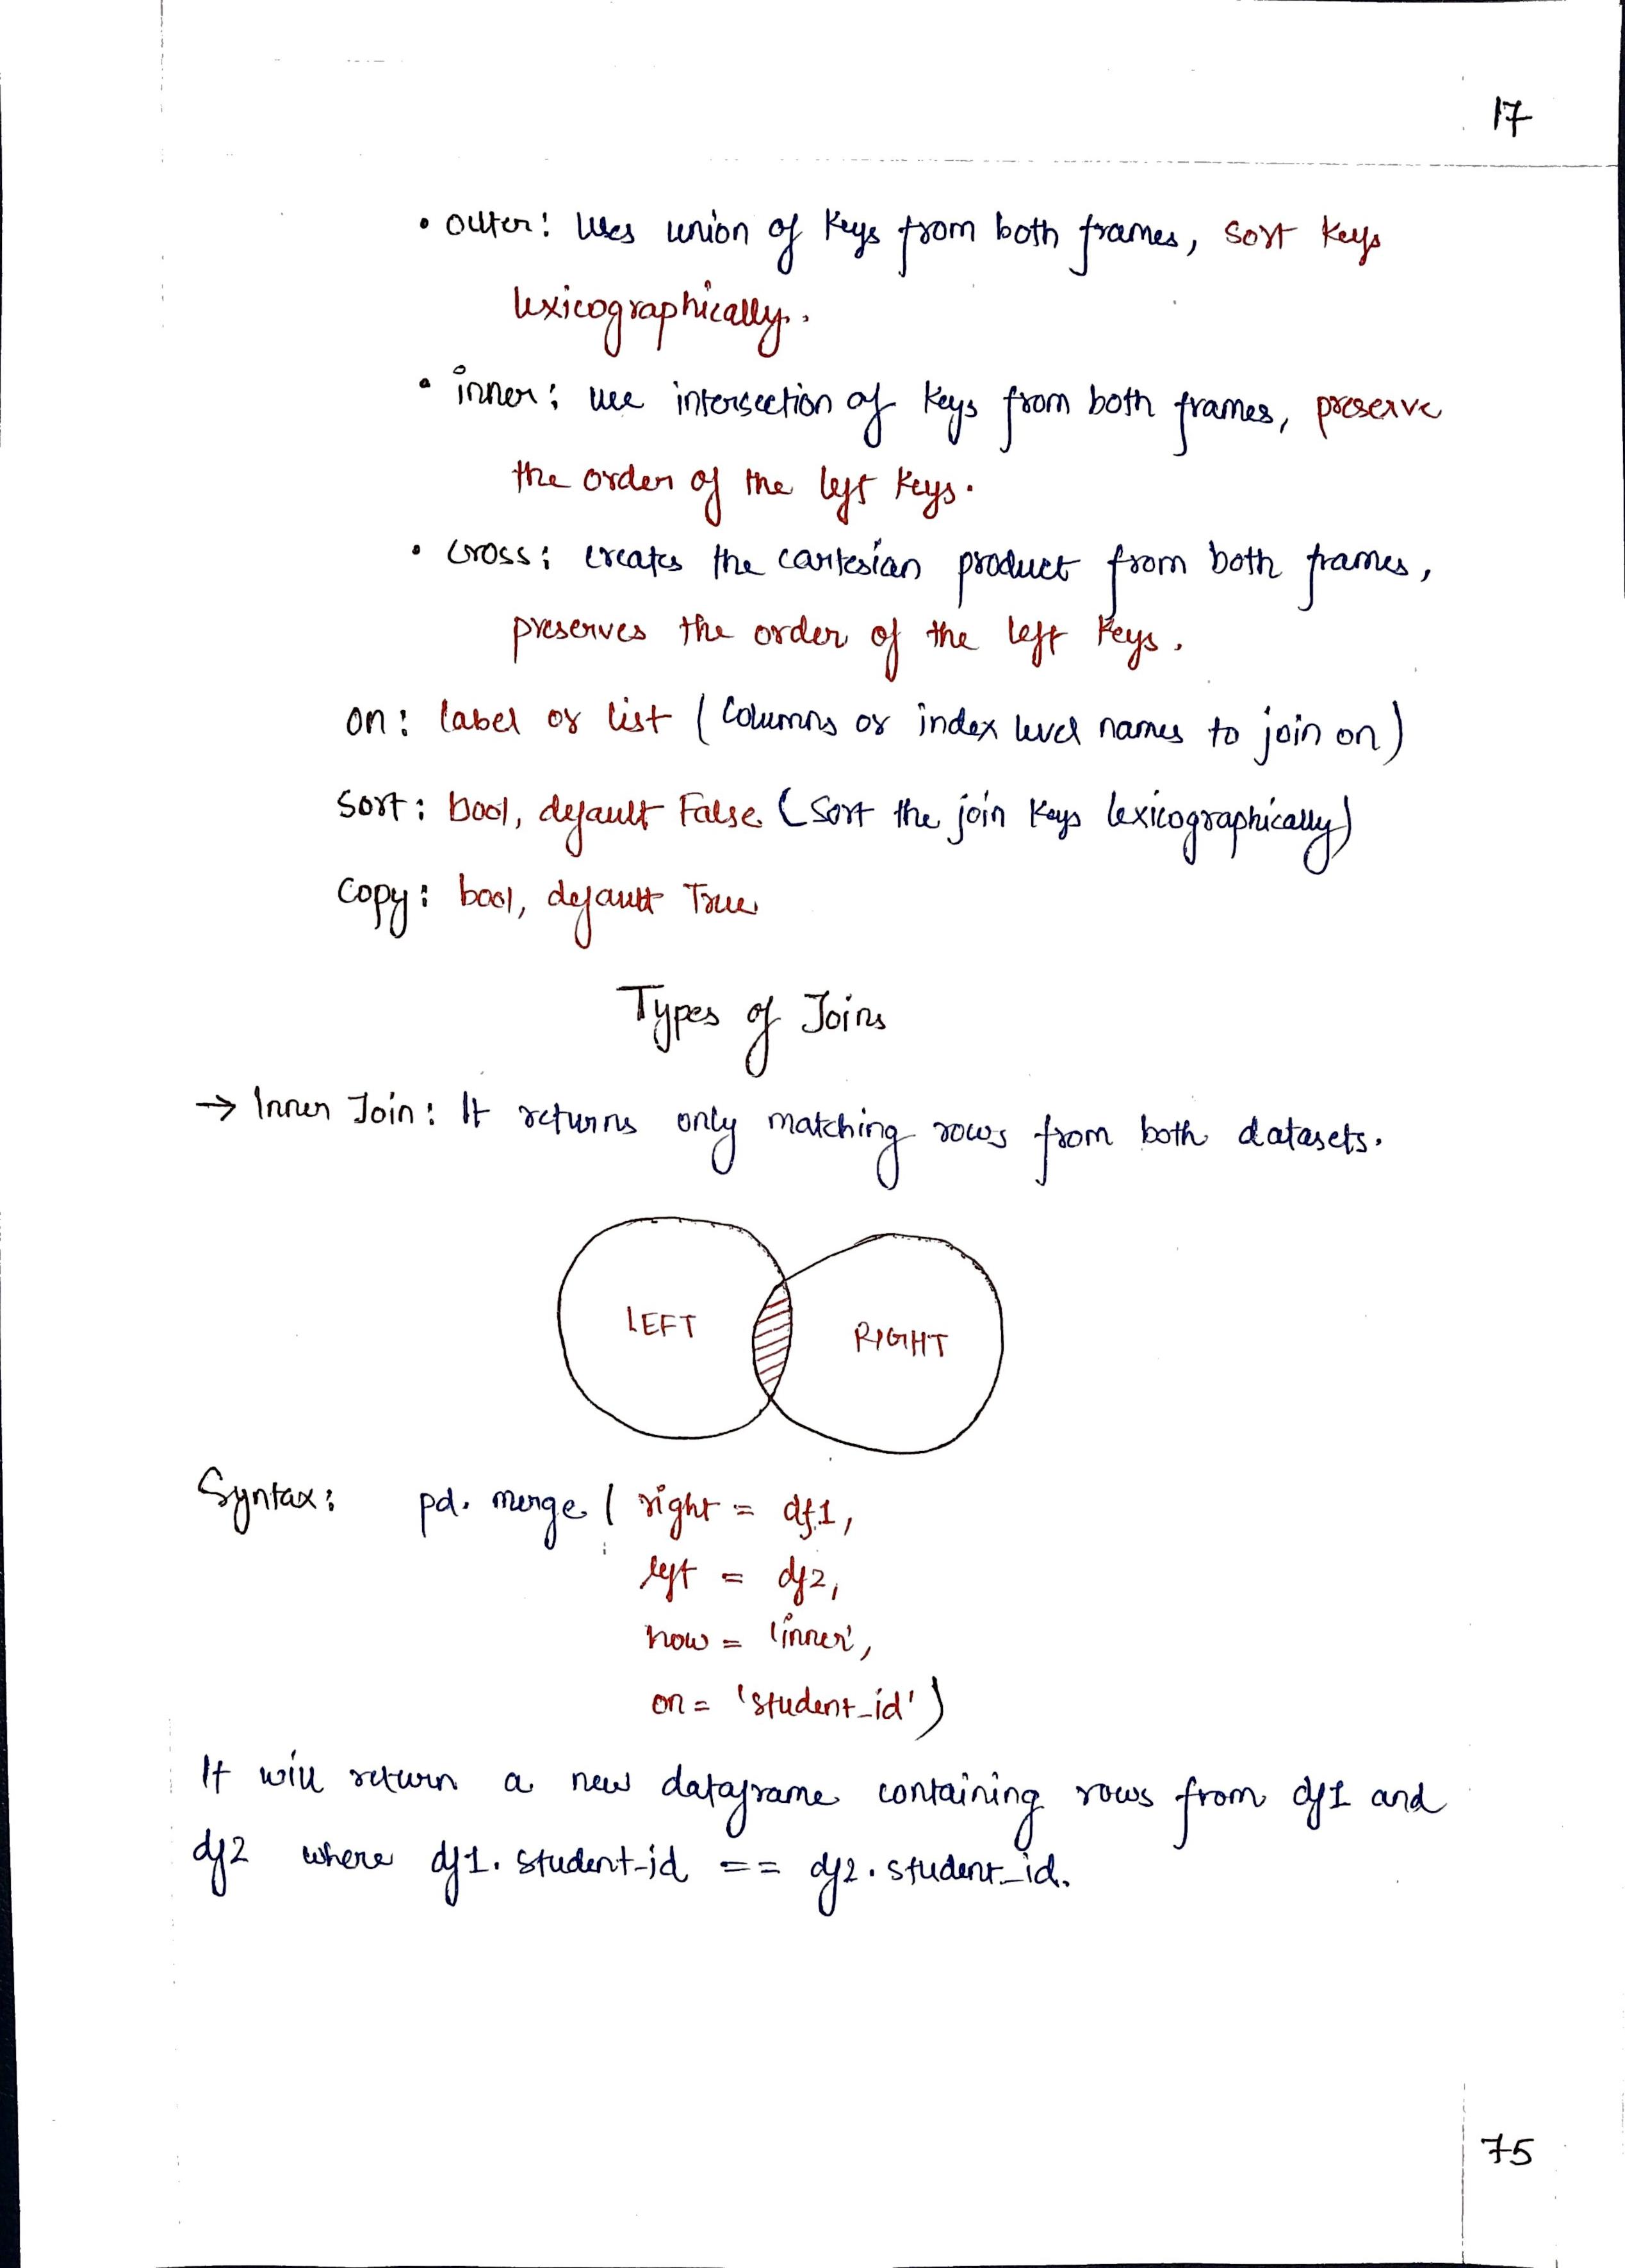 17
• outer: Uses union of keys from both frames, sort keys
lexicographically.
• inner: use intersection of keys from both frames, preserve
the order of the left keys.
• cross: creates the cartesian product from both frames,
preserves the order of the left keys.
on: label or list (Columns or index level names to join on)
sort: bool, default False (Sort the join keys lexicographically)
copy: bool, default True
Types of Joins
→ Inner Join: It returns only matching rows from both datasets.
LEFT
RIGHT
Syntax: pd. merge ( right = df1,
left = df2,
how = 'inner',
on = 'student_id')
It will return a new dataframe containing rows from df1 and
df2 where df1.student_id == df2.student_id.
75